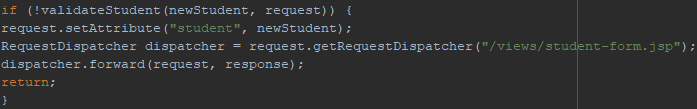 if (!validateStudent(newStudent, request)) {
request.setAttribute("student", newStudent);
RequestDispatcher dispatcher = request.getRequestDispatcher("/views/student-form.jsp");
dispatcher.forward(request, response);
return;
}